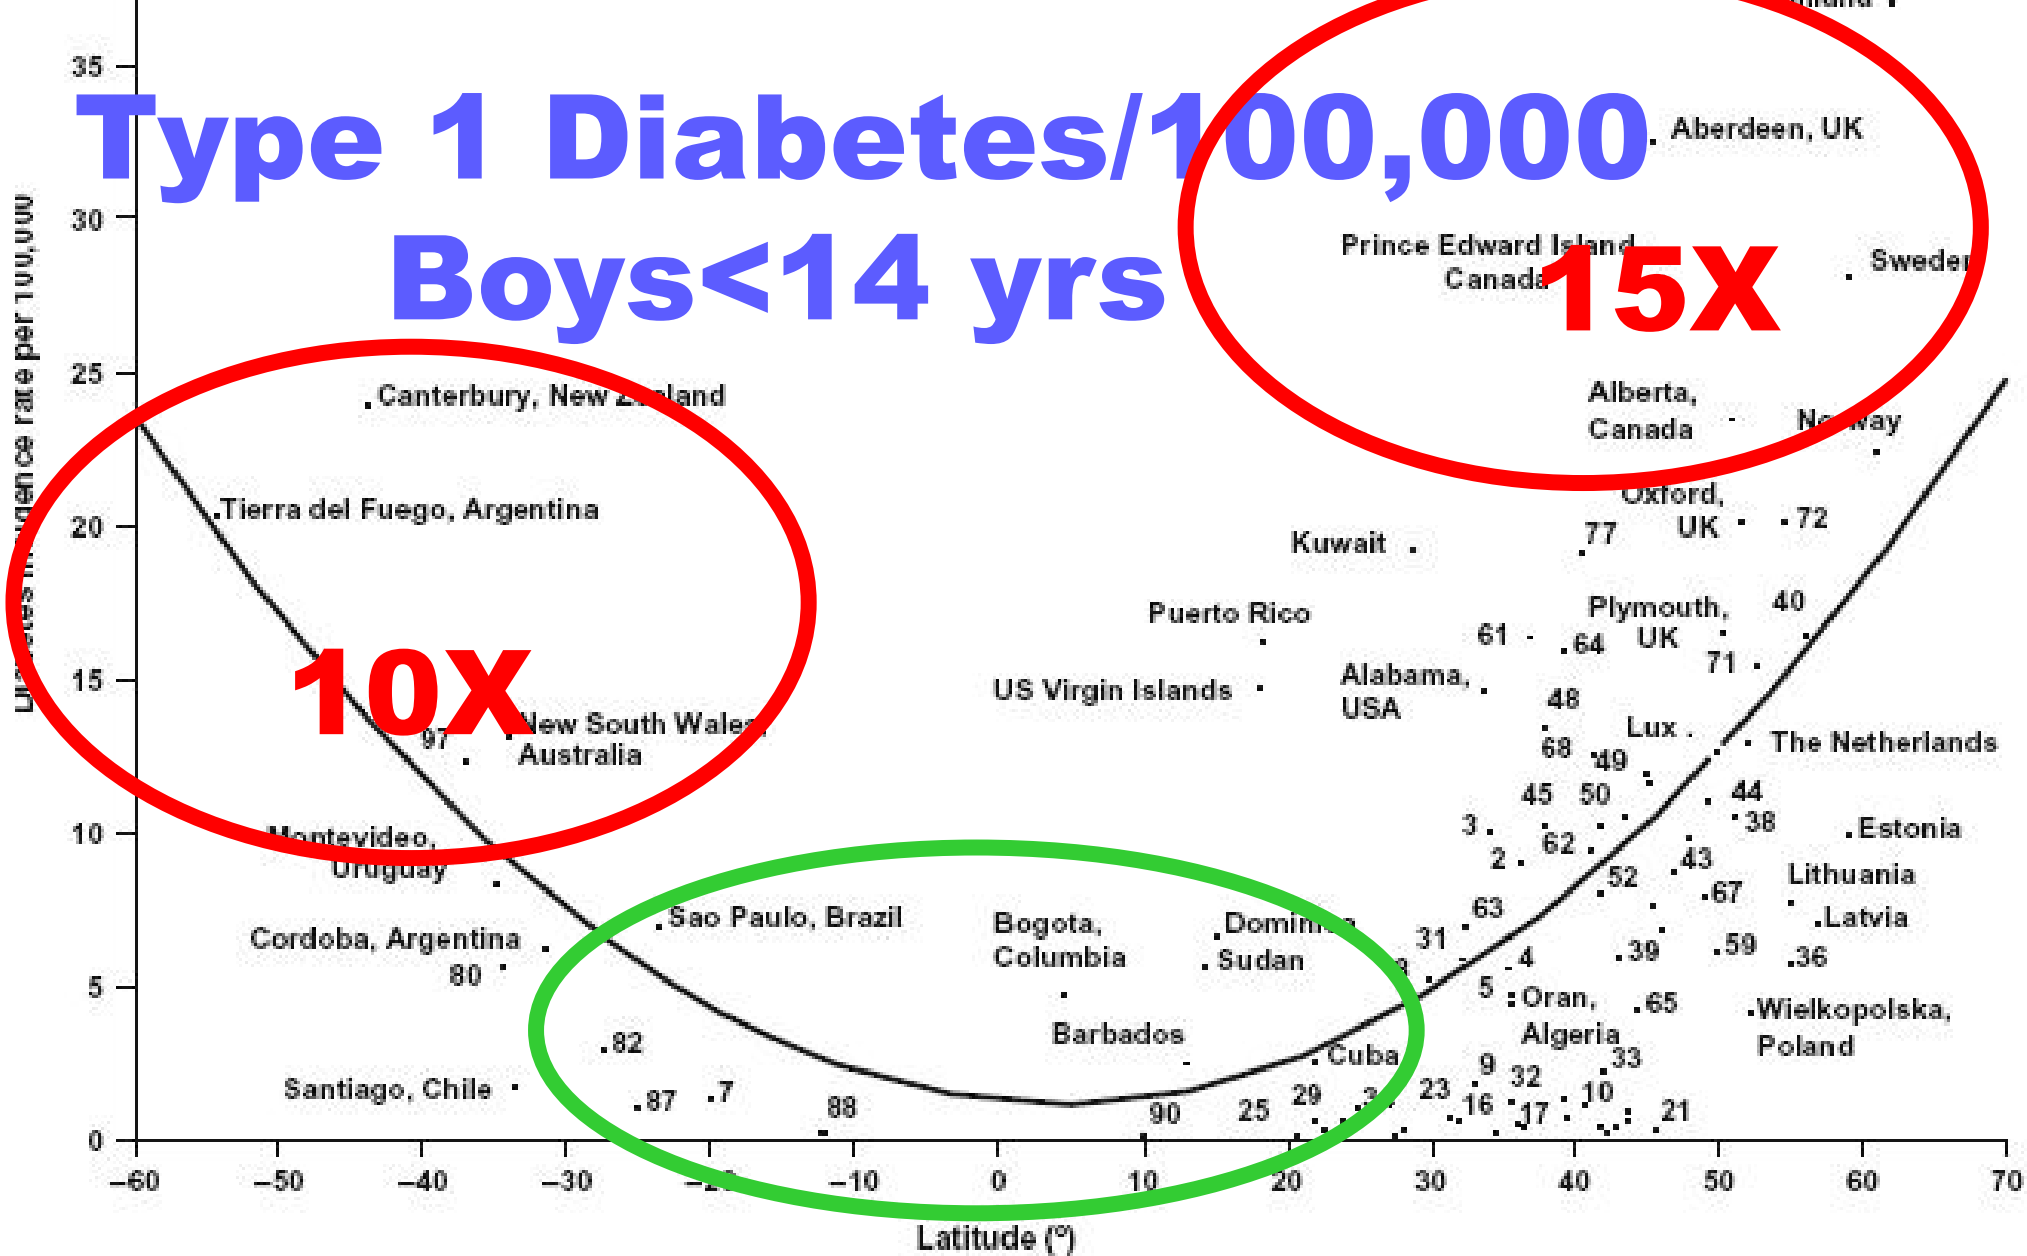 35
Type 1 Diabetes/100,000
Aberdeen, UK
30
Boys<14 yrs
Prince Edward Island
Canada
15X
Sweden
25
Canterbury, New Zealand
Alberta,
Canada
Norway
Tierra del Fuego, Argentina
20
Oxford,
UK
72
77
Kuwait
Puerto Rico
Plymouth,
UK
40
61
64
71
15
10X
US Virgin Islands
Alabama,
USA
48
New South Wales,
Australia
97
Lux
68
49
The Netherlands
45
50
44
10
Montevideo,
Uruguay
3
62
38
Estonia
2
43
52
Lithuania
67
Sao Paulo, Brazil
Bogota,
Columbia
Dominica
63
Latvia
Cordoba, Argentina
31
Sudan
4
39
59
36
80
5
5
Oran,
Algeria
65
Wielkopolska,
Poland
82
Barbados
Cuba
33
9
32
Santiago, Chile
87
7
88
90
25
29
23
16
17
10
21
0
−60
−50
−40
−30
−10
0
10
20
30
40
50
60
70
Latitude (º)
rate per 100,000